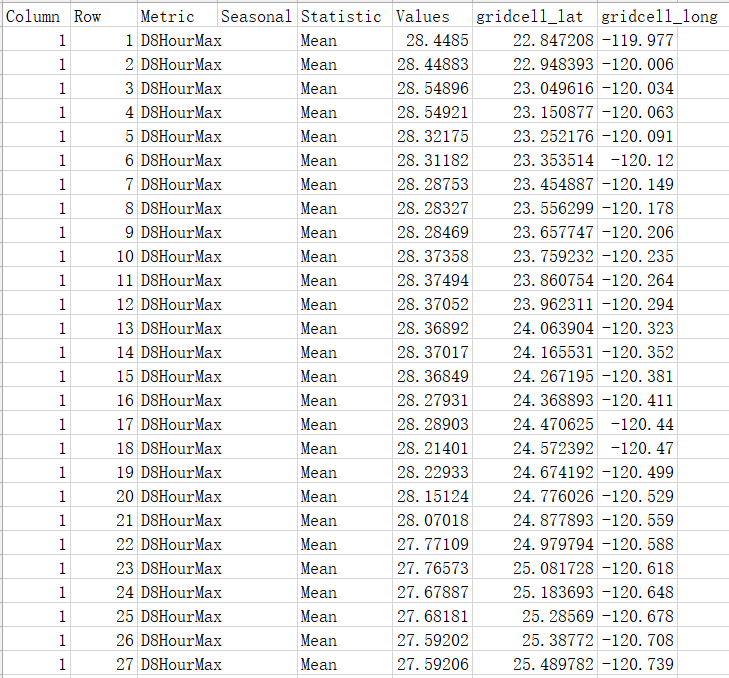 Column Row Metric Seasonal Statistic Values gridcell_lat gridcell_long
1 1 D8HourMax Mean 28.4485 22.847208 -119.977
1 2 D8HourMax Mean 28.44883 22.948393 -120.006
1 3 D8HourMax Mean 28.54896 23.049616 -120.034
1 4 D8HourMax Mean 28.54921 23.150877 -120.063
1 5 D8HourMax Mean 28.32175 23.252176 -120.091
1 6 D8HourMax Mean 28.31182 23.353514 -120.12
1 7 D8HourMax Mean 28.28753 23.454887 -120.149
1 8 D8HourMax Mean 28.28327 23.556299 -120.178
1 9 D8HourMax Mean 28.28469 23.657747 -120.206
1 10 D8HourMax Mean 28.37358 23.759232 -120.235
1 11 D8HourMax Mean 28.37494 23.860754 -120.264
1 12 D8HourMax Mean 28.37052 23.962311 -120.294
1 13 D8HourMax Mean 28.36892 24.063904 -120.323
1 14 D8HourMax Mean 28.37017 24.165531 -120.352
1 15 D8HourMax Mean 28.36849 24.267195 -120.381
1 16 D8HourMax Mean 28.27931 24.368893 -120.411
1 17 D8HourMax Mean 28.28903 24.470625 -120.44
1 18 D8HourMax Mean 28.21401 24.572392 -120.47
1 19 D8HourMax Mean 28.22933 24.674192 -120.499
1 20 D8HourMax Mean 28.15124 24.776026 -120.529
1 21 D8HourMax Mean 28.07018 24.877893 -120.559
1 22 D8HourMax Mean 27.77109 24.979794 -120.588
1 23 D8HourMax Mean 27.76573 25.081728 -120.618
1 24 D8HourMax Mean 27.67887 25.183693 -120.648
1 25 D8HourMax Mean 27.68181 25.28569 -120.678
1 26 D8HourMax Mean 27.59202 25.38772 -120.708
1 27 D8HourMax Mean 27.59206 25.489782 -120.739